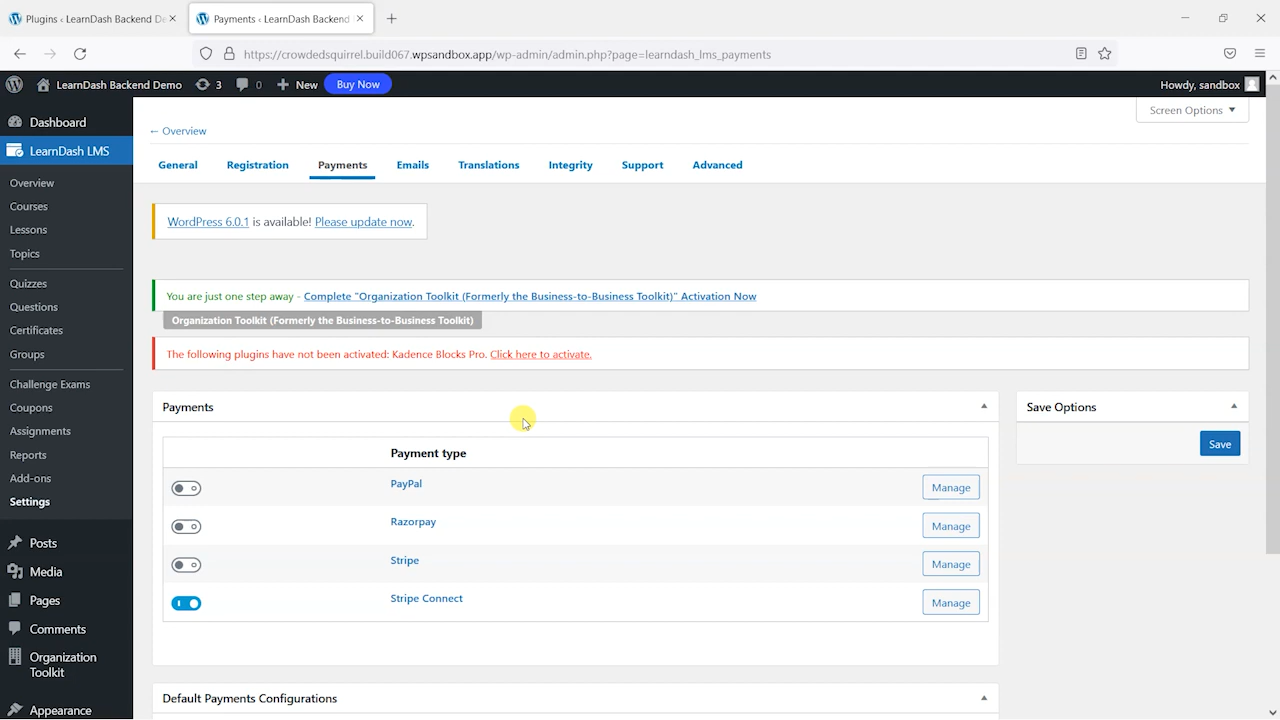 Plugins ‹ LearnDash Backend De
Payments ‹ LearnDash Backend
https://crowdedsquirrel.build067.wpsandbox.app/wp-admin/admin.php?page=learndash_lms_payments
LearnDash Backend Demo
3
0
New
Buy Now
Howdy, sandbox
Screen Options
Dashboard
LearnDash LMS
Overview
Courses
Lessons
Topics
Quizzes
Questions
Certificates
Groups
Challenge Exams
Coupons
Assignments
Reports
Add-ons
Settings
Posts
Media
Pages
Comments
Organization
Toolkit
Appearance
← Overview
General
Registration
Payments
Emails
Translations
Integrity
Support
Advanced
WordPress 6.0.1 is available! Please update now.
You are just one step away - Complete "Organization Toolkit (Formerly the Business-to-Business Toolkit)" Activation Now
Organization Toolkit (Formerly the Business-to-Business Toolkit)
The following plugins have not been activated: Kadence Blocks Pro. Click here to activate.
Payments
Payment type
PayPal
Manage
Razorpay
Manage
Stripe
Manage
Stripe Connect
Manage
Default Payments Configurations
Save Options
Save